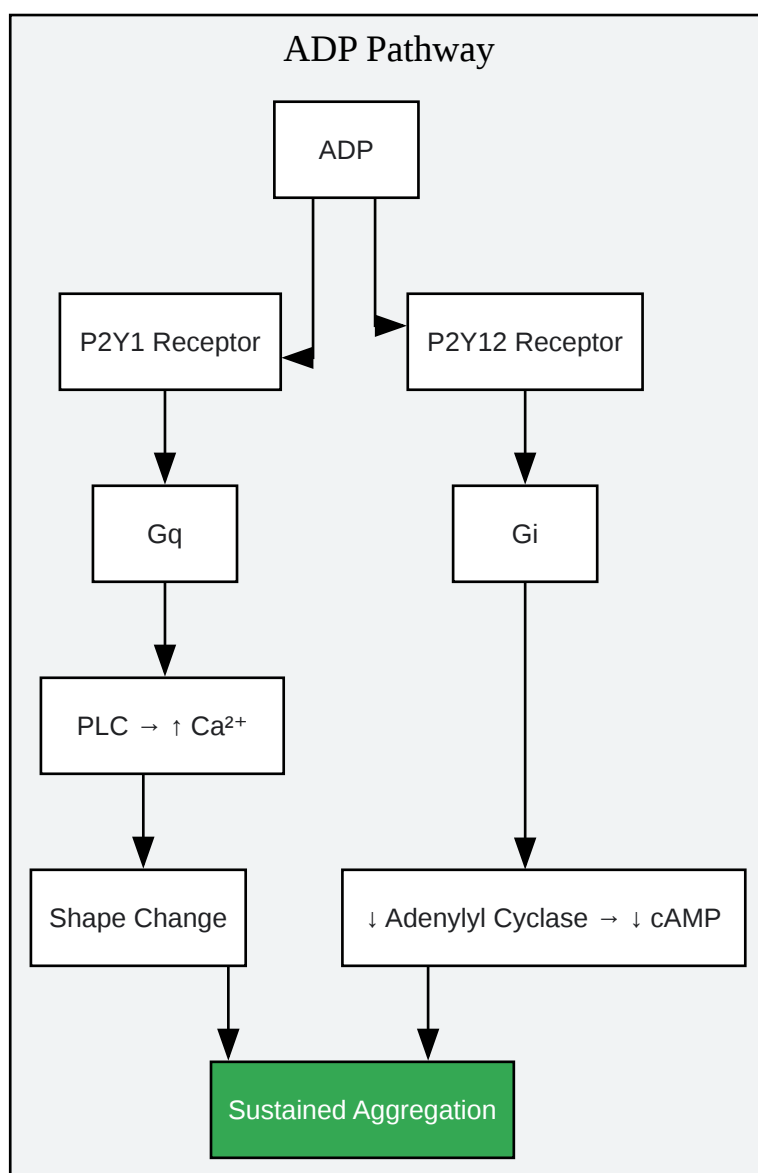 ADP Pathway
ADP
P2Y1 Receptor
P2Y12 Receptor
Gq
Gi
PLC → ↑ Ca²⁺
Shape Change
↓ Adenylyl Cyclase → ↓ cAMP
Sustained Aggregation